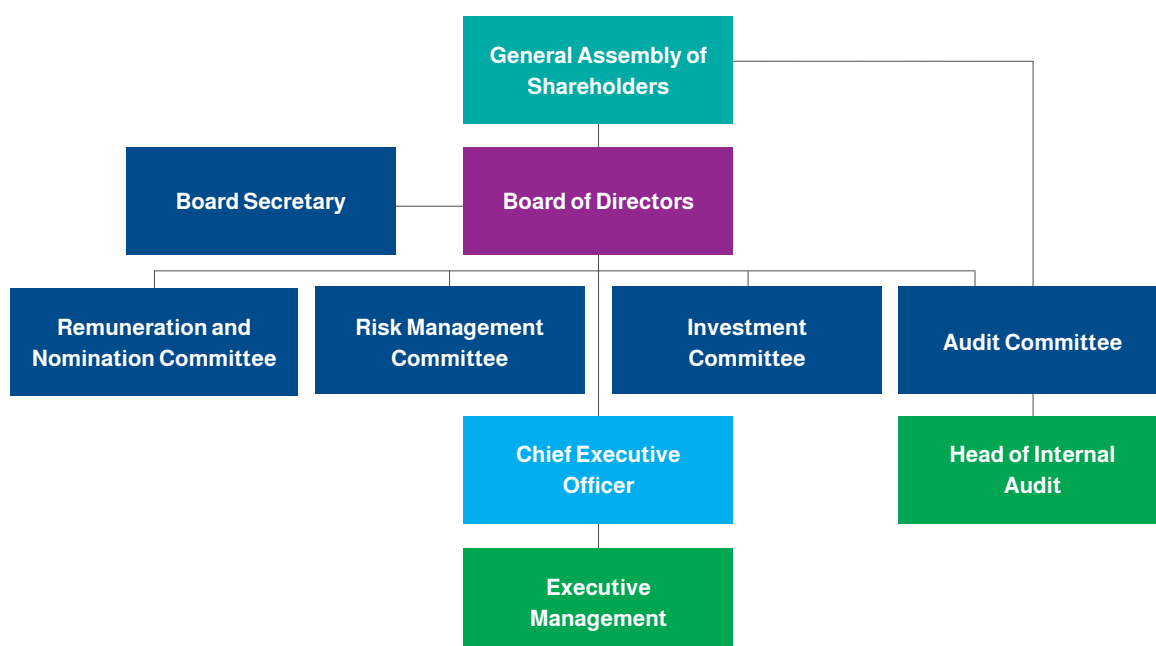 General Assembly of
Shareholders
Board Secretary
Board of Directors
Remuneration and
Nomination Committee
Risk Management
Committee
Investment
Committee
Audit Committee
Chief Executive
Officer
Head of Internal
Audit
Executive
Management